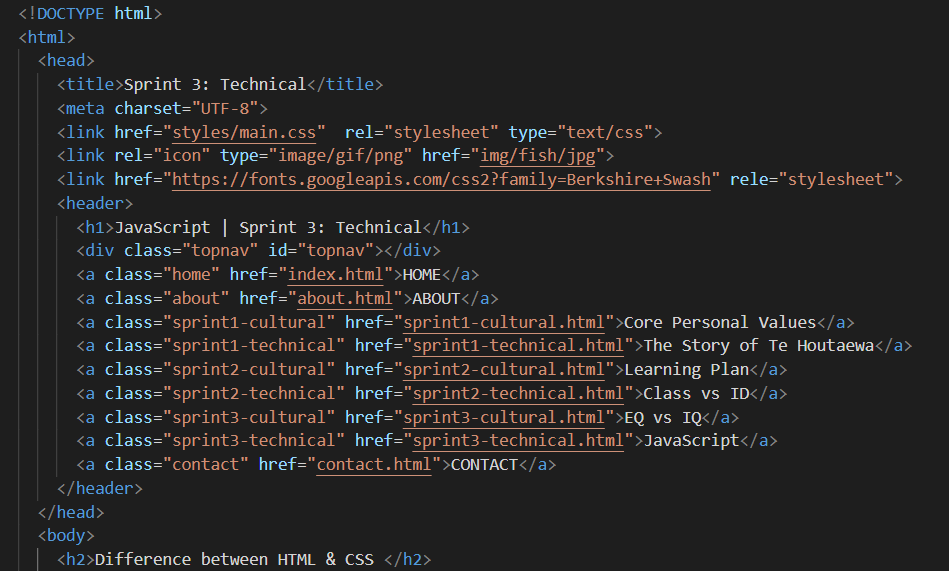 <!DOCTYPE html>
<html>
<head>
<title>Sprint 3: Technical</title>
<meta charset="UTF-8">
<link href="styles/main.css"  rel="stylesheet" type="text/css">
<link rel="icon" type="image/gif/png" href="img/fish/jpg">
<link href="https://fonts.googleapis.com/css2?family=Berkshire+Swash" rele="stylesheet">
<header>
<h1>JavaScript | Sprint 3: Technical</h1>
<div class="topnav" id="topnav"></div>
<a class="home" href="index.html">HOME</a>
<a class="about" href="about.html">ABOUT</a>
<a class="sprint1-cultural" href="sprint1-cultural.html">Core Personal Values</a>
<a class="sprint1-technical" href="sprint1-technical.html">The Story of Te Houtaewa</a>
<a class="sprint2-cultural" href="sprint2-cultural.html">Learning Plan</a>
<a class="sprint2-technical" href="sprint2-technical.html">Class vs ID</a>
<a class="sprint3-cultural" href="sprint3-cultural.html">EQ vs IQ</a>
<a class="sprint3-technical" href="sprint3-technical.html">JavaScript</a>
<a class="contact" href="contact.html">CONTACT</a>
</header>
</head>
<body>
<h2>Difference between HTML & CSS </h2>